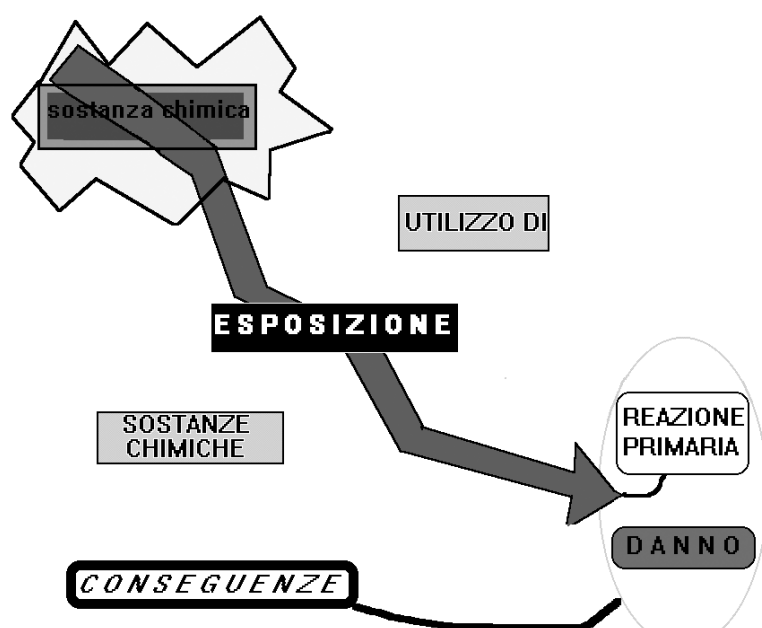 sostanza chimica
UTILIZZO DI
ESPOSIZIONE
SOSTANZE
CHIMICHE
REAZIONE
PRIMARIA
DANNO
CONSEGUENZE